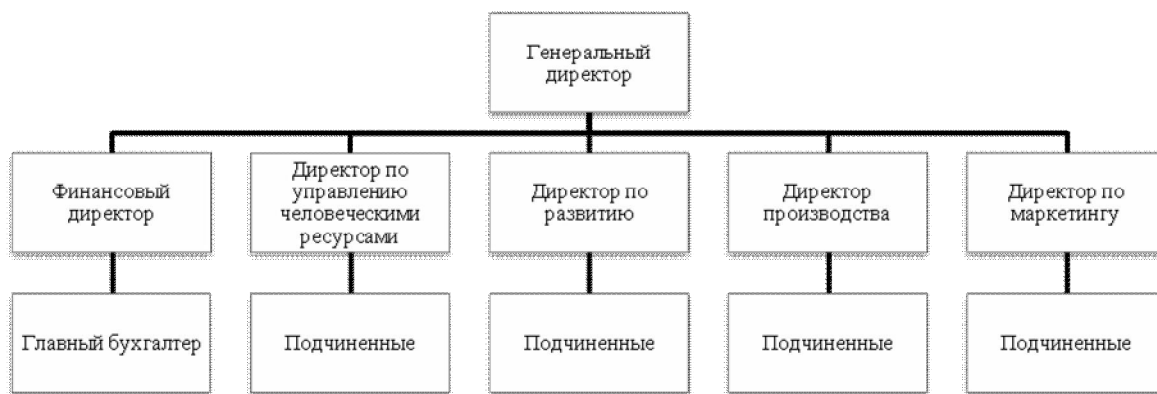 Генеральный
директор
Финансовый
директор
Директор по
управлению
человеческими
ресурсами
Директор по
развитию
Директор
производства
Директор по
маркетингу
Главный бухгалтер
Подчиненные
Подчиненные
Подчиненные
Подчиненные